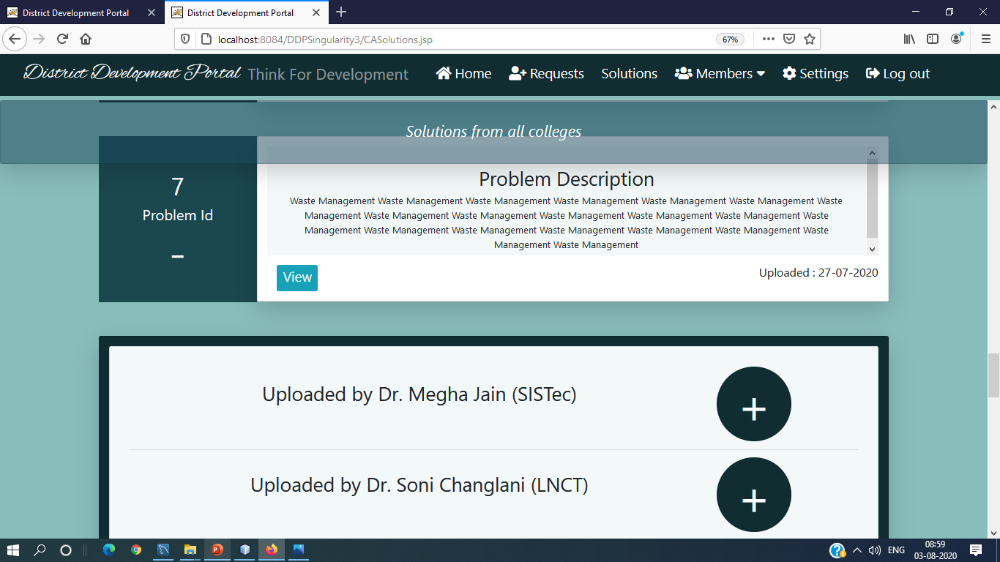 District Development Portal
District Development Portal
localhost:8084/DDPSingularity3/CASolutions.jsp
67%
District Development Portal Think For Development Home Requests Solutions Members Settings Log out
Solutions from all colleges
7
Problem Id
Problem Description
Waste Management Waste Management Waste Management Waste Management Waste Management Waste Management Waste
Management Waste Management Waste Management Waste Management Waste Management Waste Management Waste
Management Waste Management Waste Management Waste Management Waste Management Waste Management Waste
Management Waste Management
View
Uploaded : 27-07-2020
Uploaded by Dr. Megha Jain (SISTec)
+
Uploaded by Dr. Soni Changlani (LNCT)
+
ENG
08:59
03-08-2020